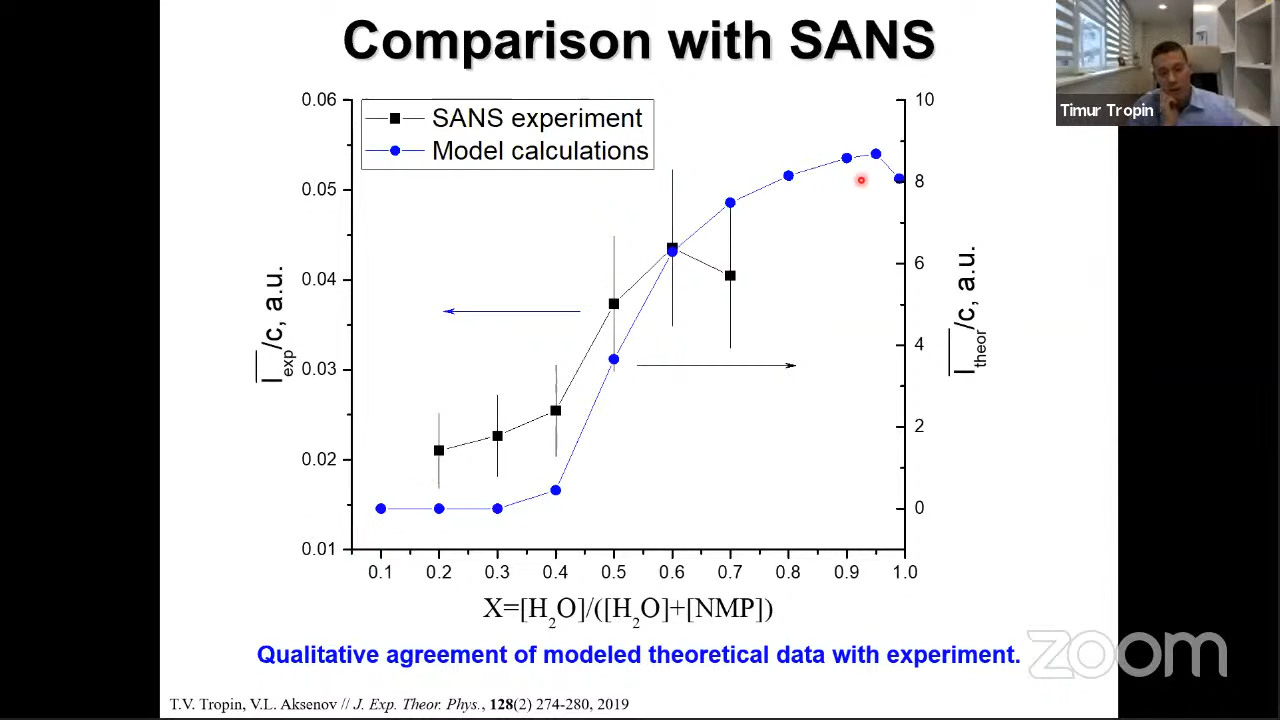 Comparison with SANS
Timur Tropin
SANS experiment
Model calculations
0.06
0.05
0.04
0.03
0.02
0.01
10
8
6
4
2
0
I exp/c, a.u.
I theor/c, a.u.
0.1 0.2 0.3 0.4 0.5 0.6 0.7 0.8 0.9 1.0
X=[H2O]/([H2O]+[NMP])
Qualitative agreement of modeled theoretical data with experiment.
zoom
T.V. Tropin, V.L. Aksenov // J. Exp. Theor. Phys., 128(2) 274-280, 2019